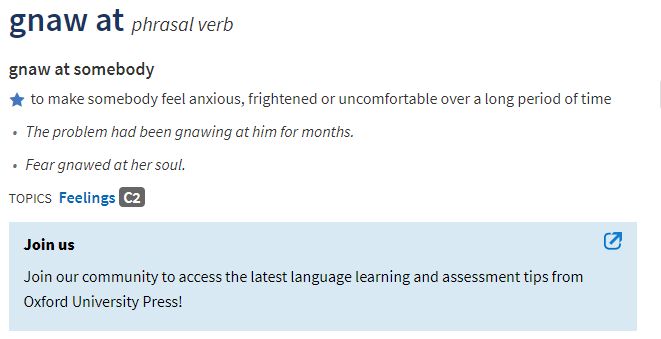 gnaw at phrasal verb
gnaw at somebody
to make somebody feel anxious, frightened or uncomfortable over a long period of time
• The problem had been gnawing at him for months.
• Fear gnawed at her soul.
TOPICS Feelings C2
Join us
Join our community to access the latest language learning and assessment tips from
Oxford University Press!